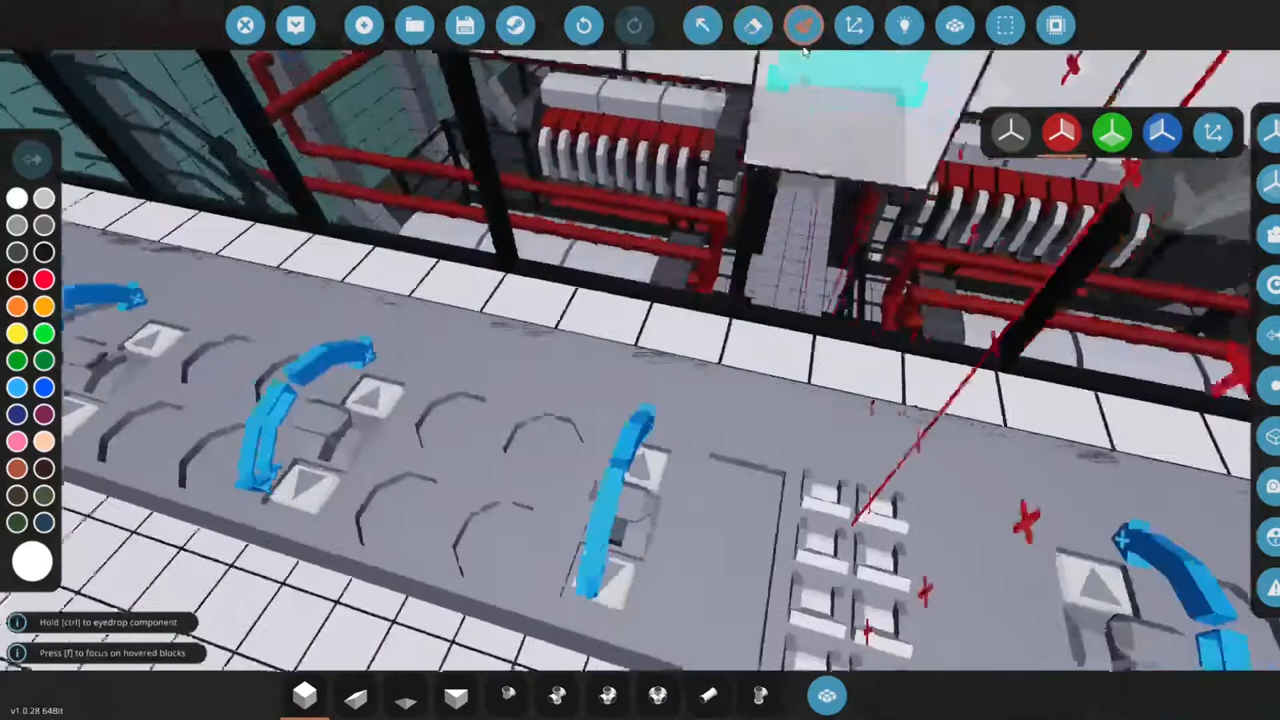 Hold [ctrl] to eyedrop component
Press [f] to focus on hovered blocks
v1.0.28 64Bit